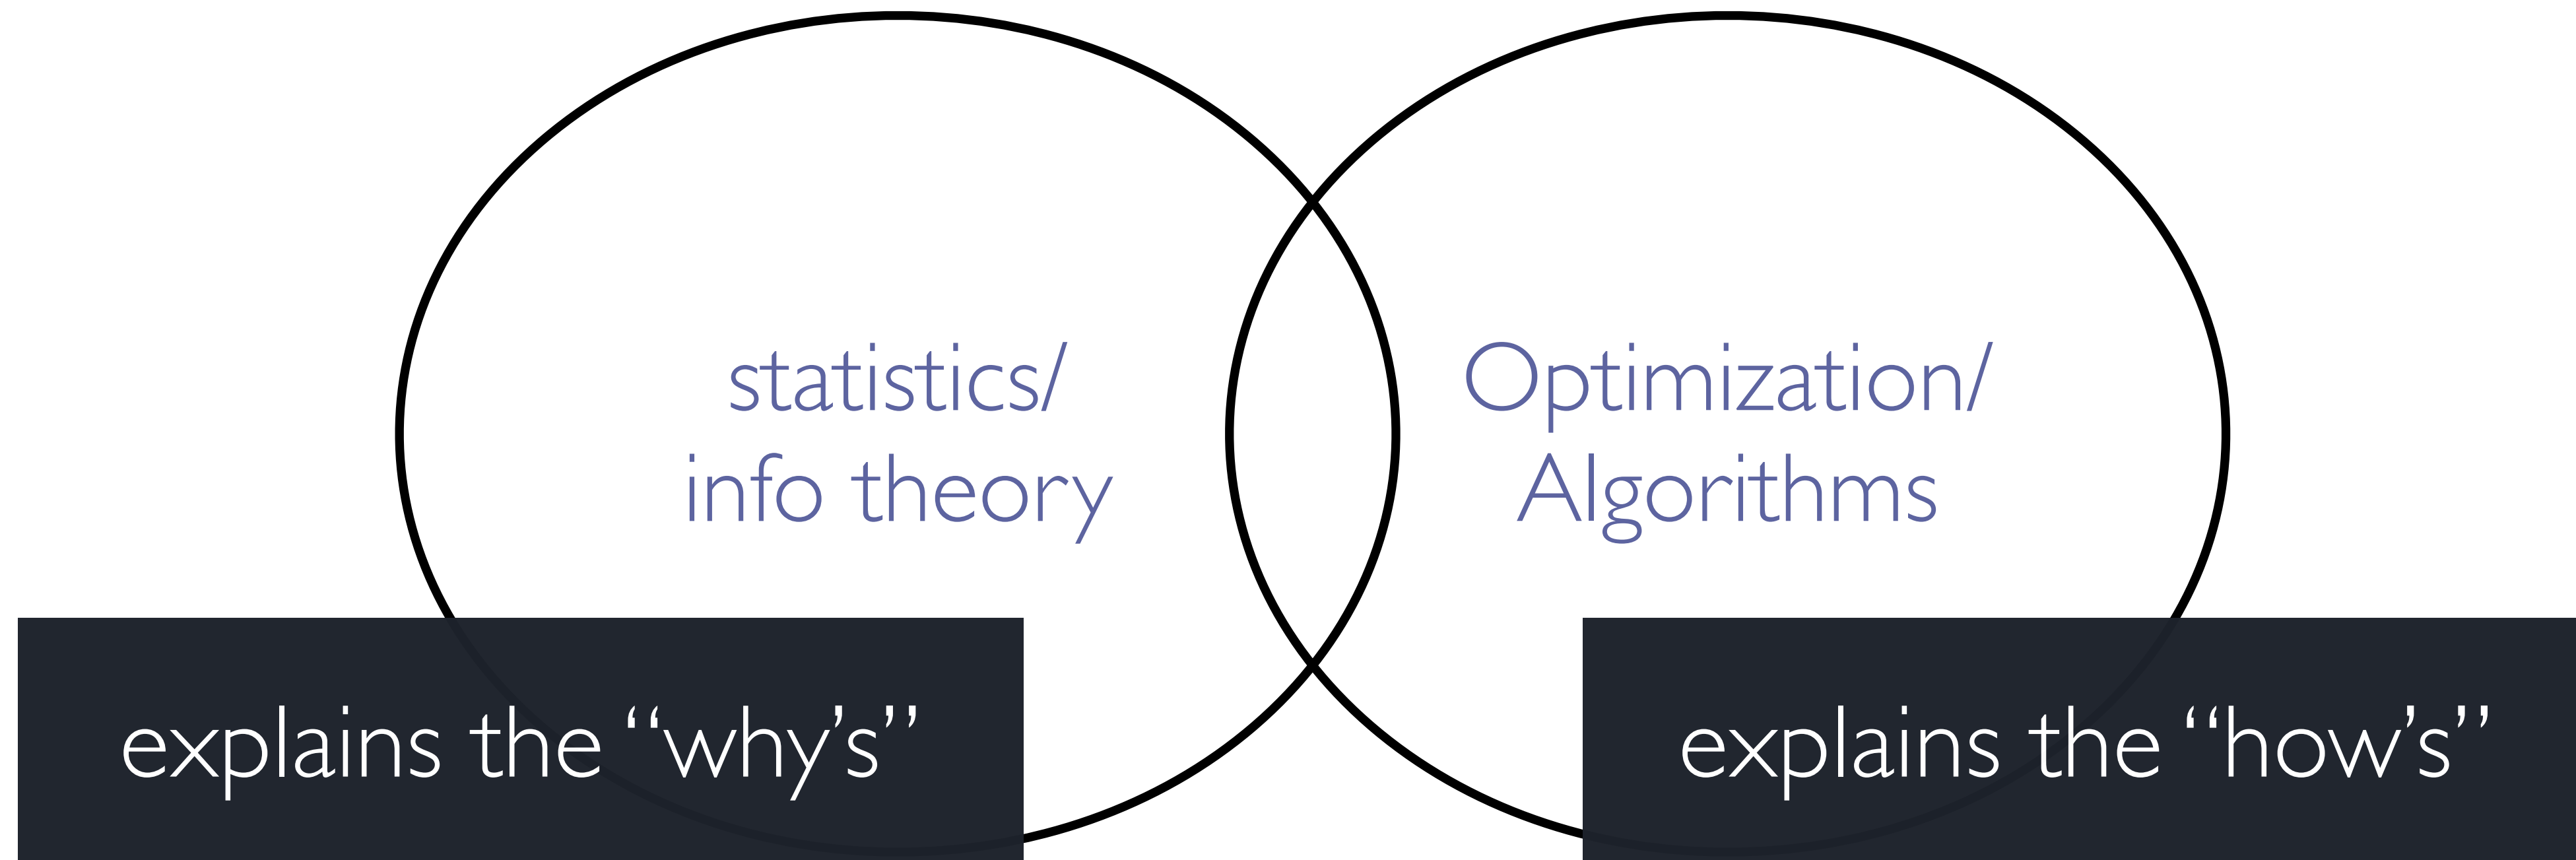 statistics/
info theory
Optimization/
Algorithms
explains the “why’s”
explains the “how’s”